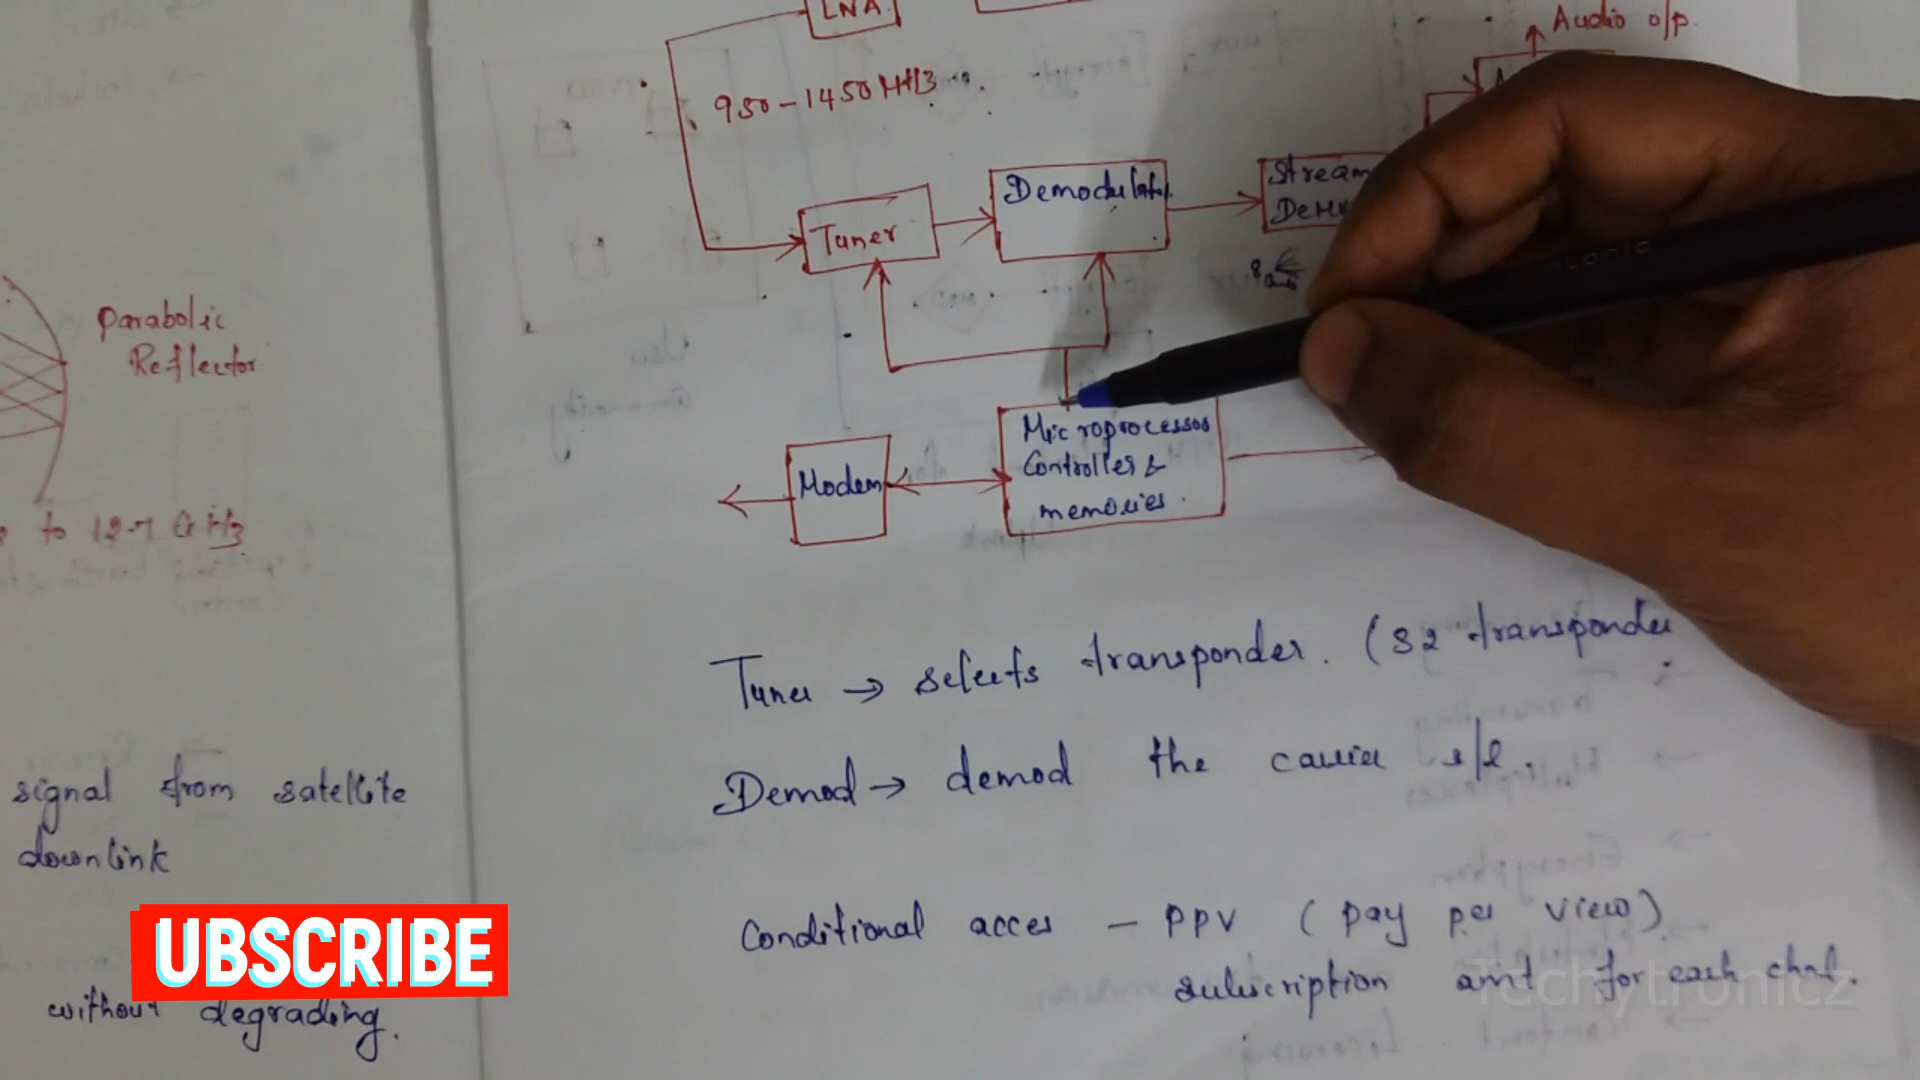 LNA
Audio o/p.
950-1450 MHz
Demodulator
Stream
Tuner
Parabolic
Reflector
Microprocessor
Controller &
memories.
Modem
to 12.7 GHz
Tuner → selects transponder. (32 transponder
Demod → demod the carrier s/l.
signal from satellite
downlink
Conditional acces - PPV (pay per view)
UBSCRIBE
subscription amt for each chnl.
Techytronicz
without degrading.